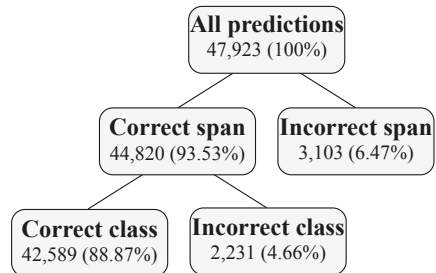 All predictions
47,923 (100%)
Correct span
44,820 (93.53%)
Incorrect span
3,103 (6.47%)
Correct class
42,589 (88.87%)
Incorrect class
2,231 (4.66%)